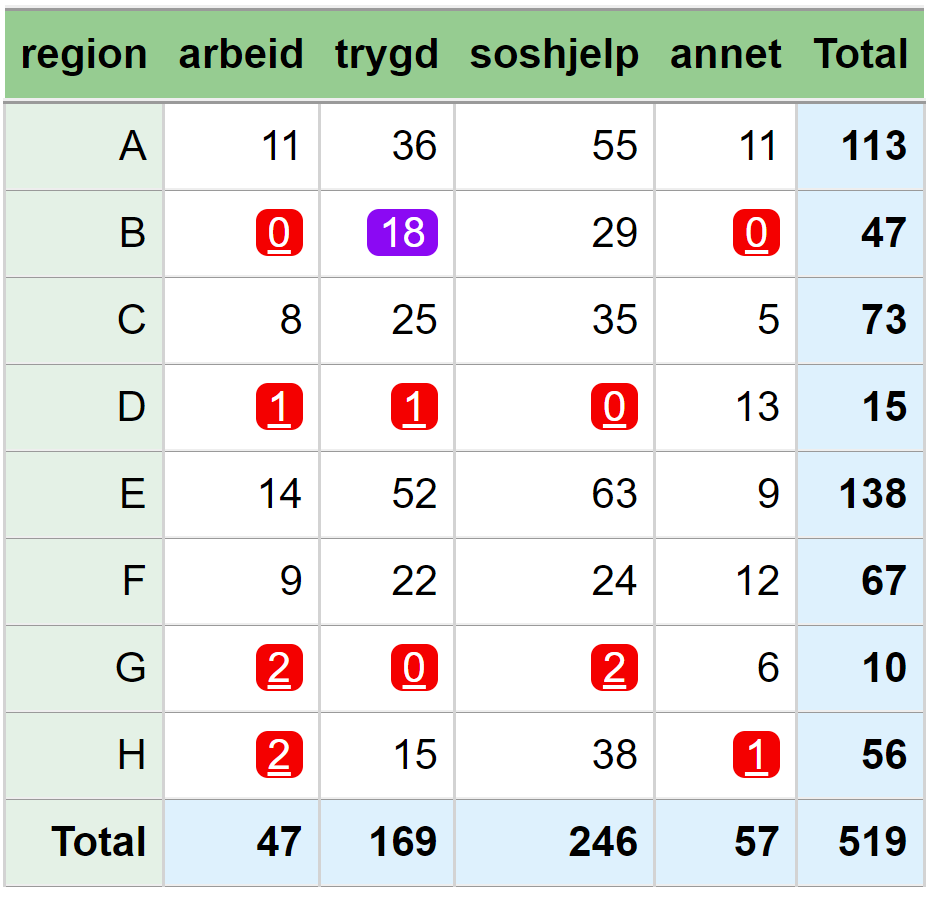 region arbeid trygd soshjelp annet Total
A 11 36 55 11 113
B 0 18 29 0 47
C 8 25 35 5 73
D 1 1 0 13 15
E 14 52 63 9 138
F 9 22 24 12 67
G 2 0 2 6 10
H 2 15 38 1 56
Total 47 169 246 57 519